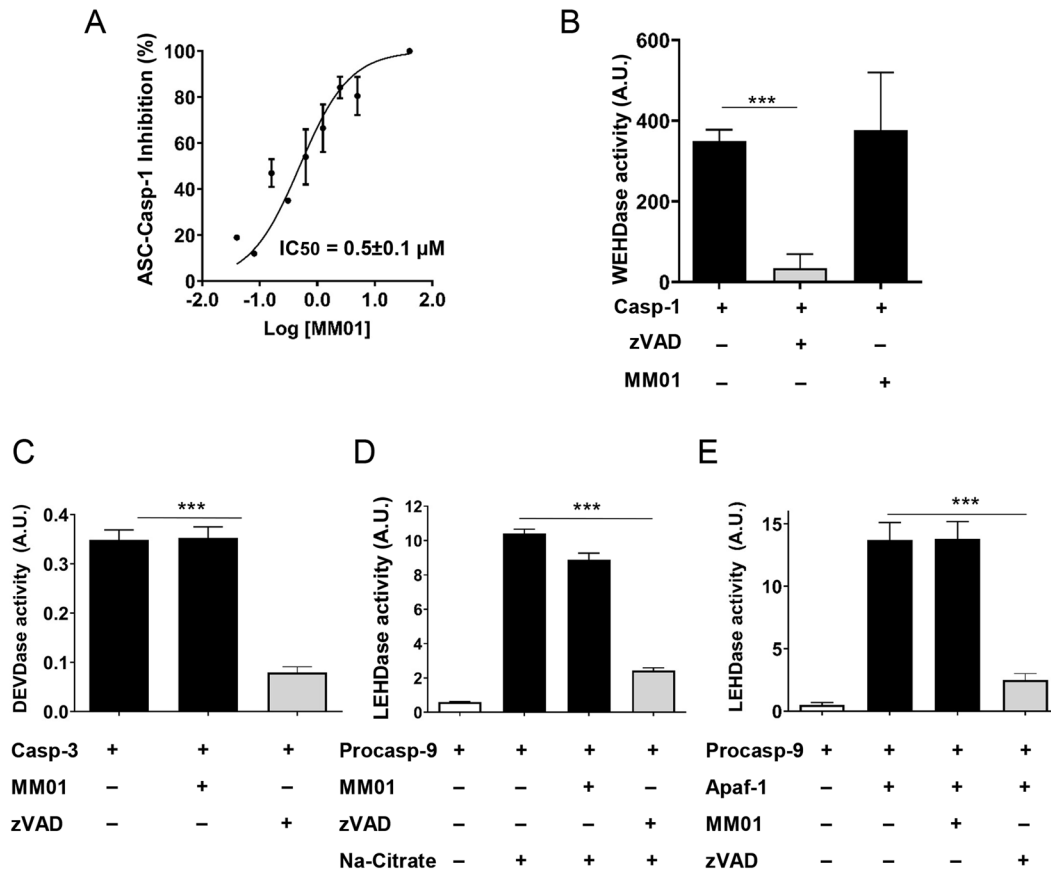 A
ASC-Casp-1 Inhibition (%)
100
80
60
40
20
0
-2.0 -1.0 0.0 1.0 2.0
Log [MM01]
IC50 = 0.5±0.1 µM
B
WEHDase activity (A.U.)
600
400
200
0
***
Casp-1 + + +
zVAD – + –
MM01 – – +
C
DEVDase activity (A.U.)
0.4
0.3
0.2
0.1
0.0
***
Casp-3 + + +
MM01 – + –
zVAD – – +
D
LEHDase activity (A.U.)
12
10
8
6
4
2
0
***
Procasp-9 + + + +
MM01 – – + –
zVAD – – – +
Na-Citrate – + + +
E
LEHDase activity (A.U.)
15
10
5
0
***
Procasp-9 + + + +
Apaf-1 – + + +
MM01 – – + –
zVAD – – – +